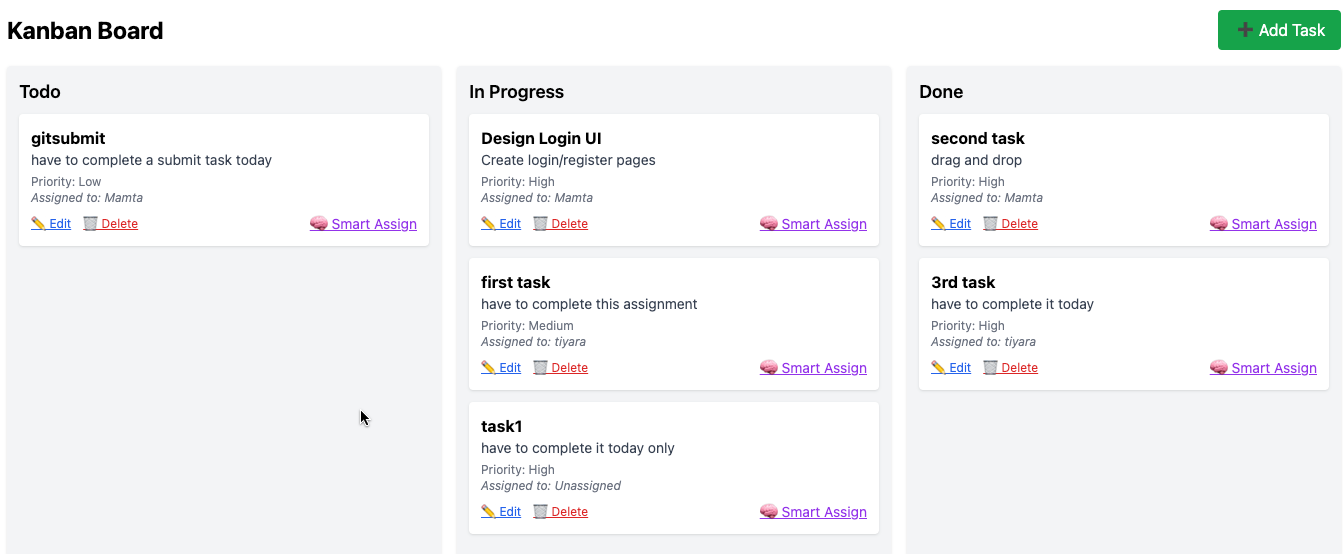 Kanban Board
➕ Add Task
Todo
gitsubmit
have to complete a submit task today
Priority: Low
Assigned to: Mamta
✏️ Edit 🗑️ Delete 🧠 Smart Assign
In Progress
Design Login UI
Create login/register pages
Priority: High
Assigned to: Mamta
✏️ Edit 🗑️ Delete 🧠 Smart Assign
first task
have to complete this assignment
Priority: Medium
Assigned to: tiyara
✏️ Edit 🗑️ Delete 🧠 Smart Assign
task1
have to complete it today only
Priority: High
Assigned to: Unassigned
✏️ Edit 🗑️ Delete 🧠 Smart Assign
Done
second task
drag and drop
Priority: High
Assigned to: Mamta
✏️ Edit 🗑️ Delete 🧠 Smart Assign
3rd task
have to complete it today
Priority: High
Assigned to: tiyara
✏️ Edit 🗑️ Delete 🧠 Smart Assign